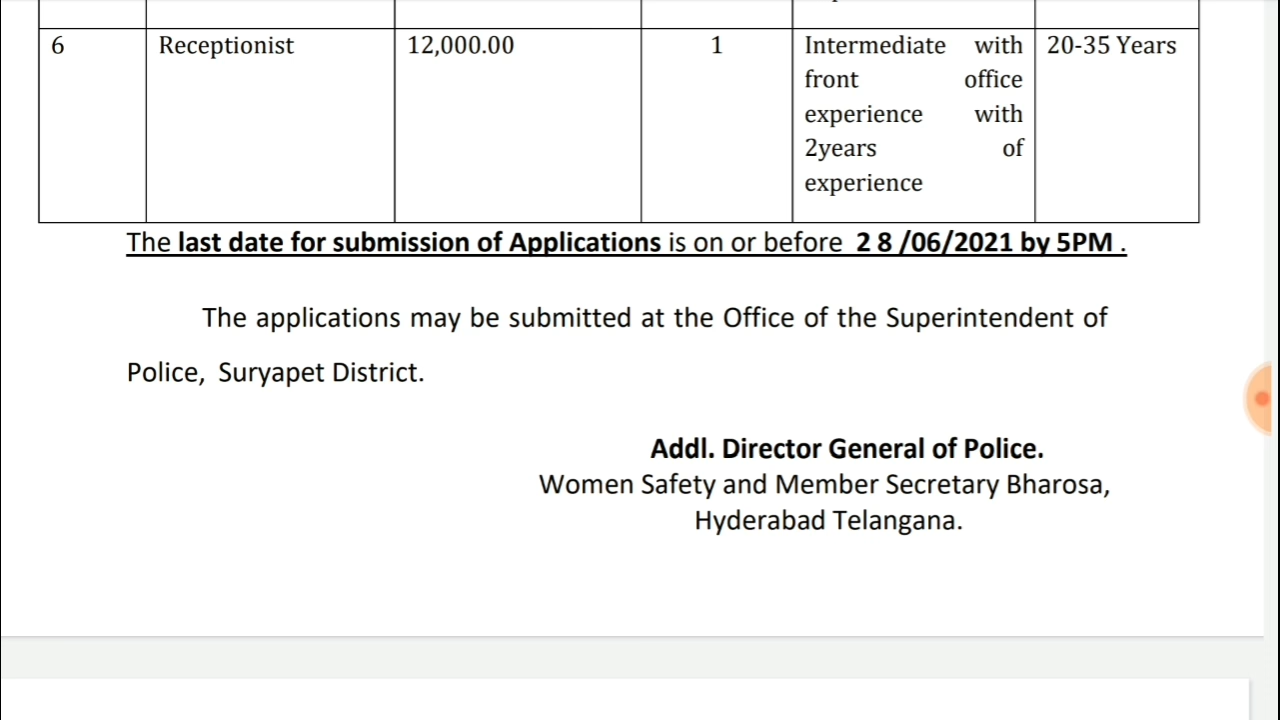 6 Receptionist 12,000.00 1 Intermediate with 20-35 Years
front office
experience with
2years of
experience
The last date for submission of Applications is on or before 2 8 /06/2021 by 5PM .
The applications may be submitted at the Office of the Superintendent of
Police, Suryapet District.
Addl. Director General of Police.
Women Safety and Member Secretary Bharosa,
Hyderabad Telangana.